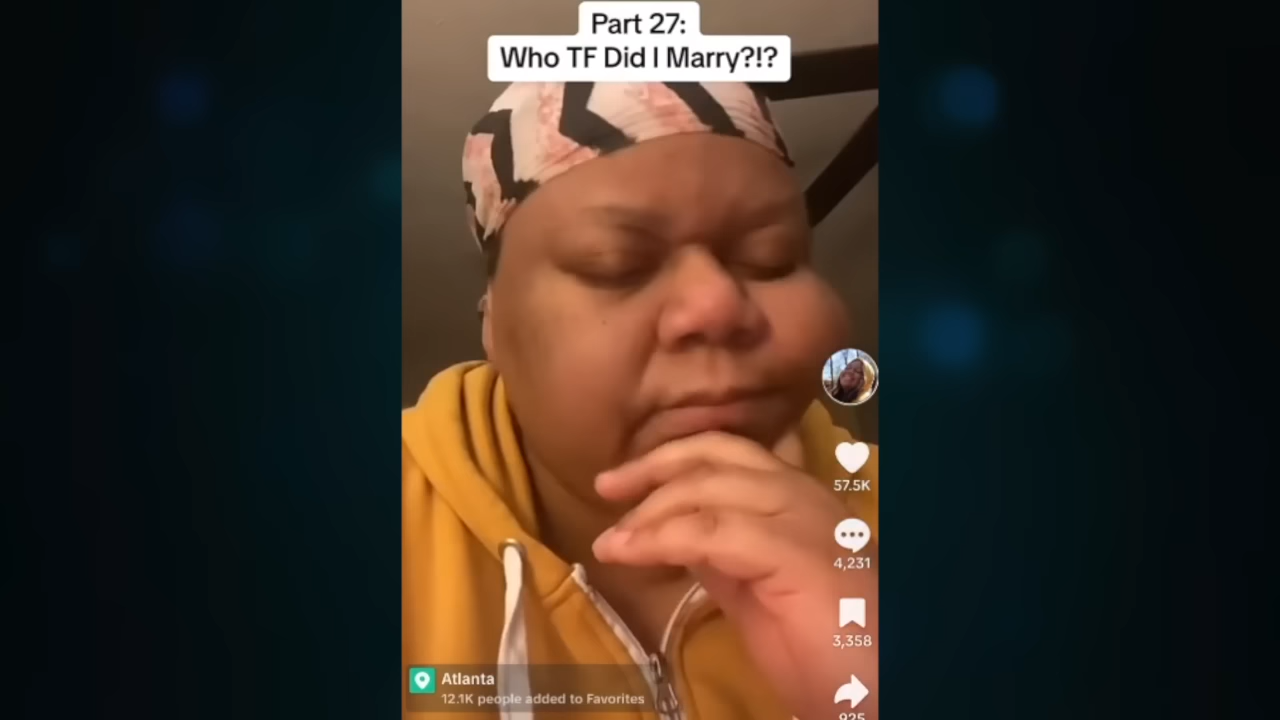 Part 27:
Who TF Did I Marry?!?
57.5K
4,231
3,358
925
Atlanta
12.1K people added to Favorites